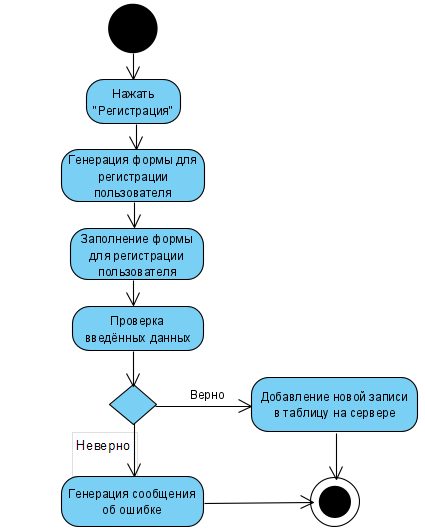 Нажать
"Регистрация"
Генерация формы для
регистрации
пользователя
Заполнение формы
для регистрации
пользователя
Проверка
введённых данных
Верно
Добавление новой записи
в таблицу на сервере
Неверно
Генерация сообщения
об ошибке